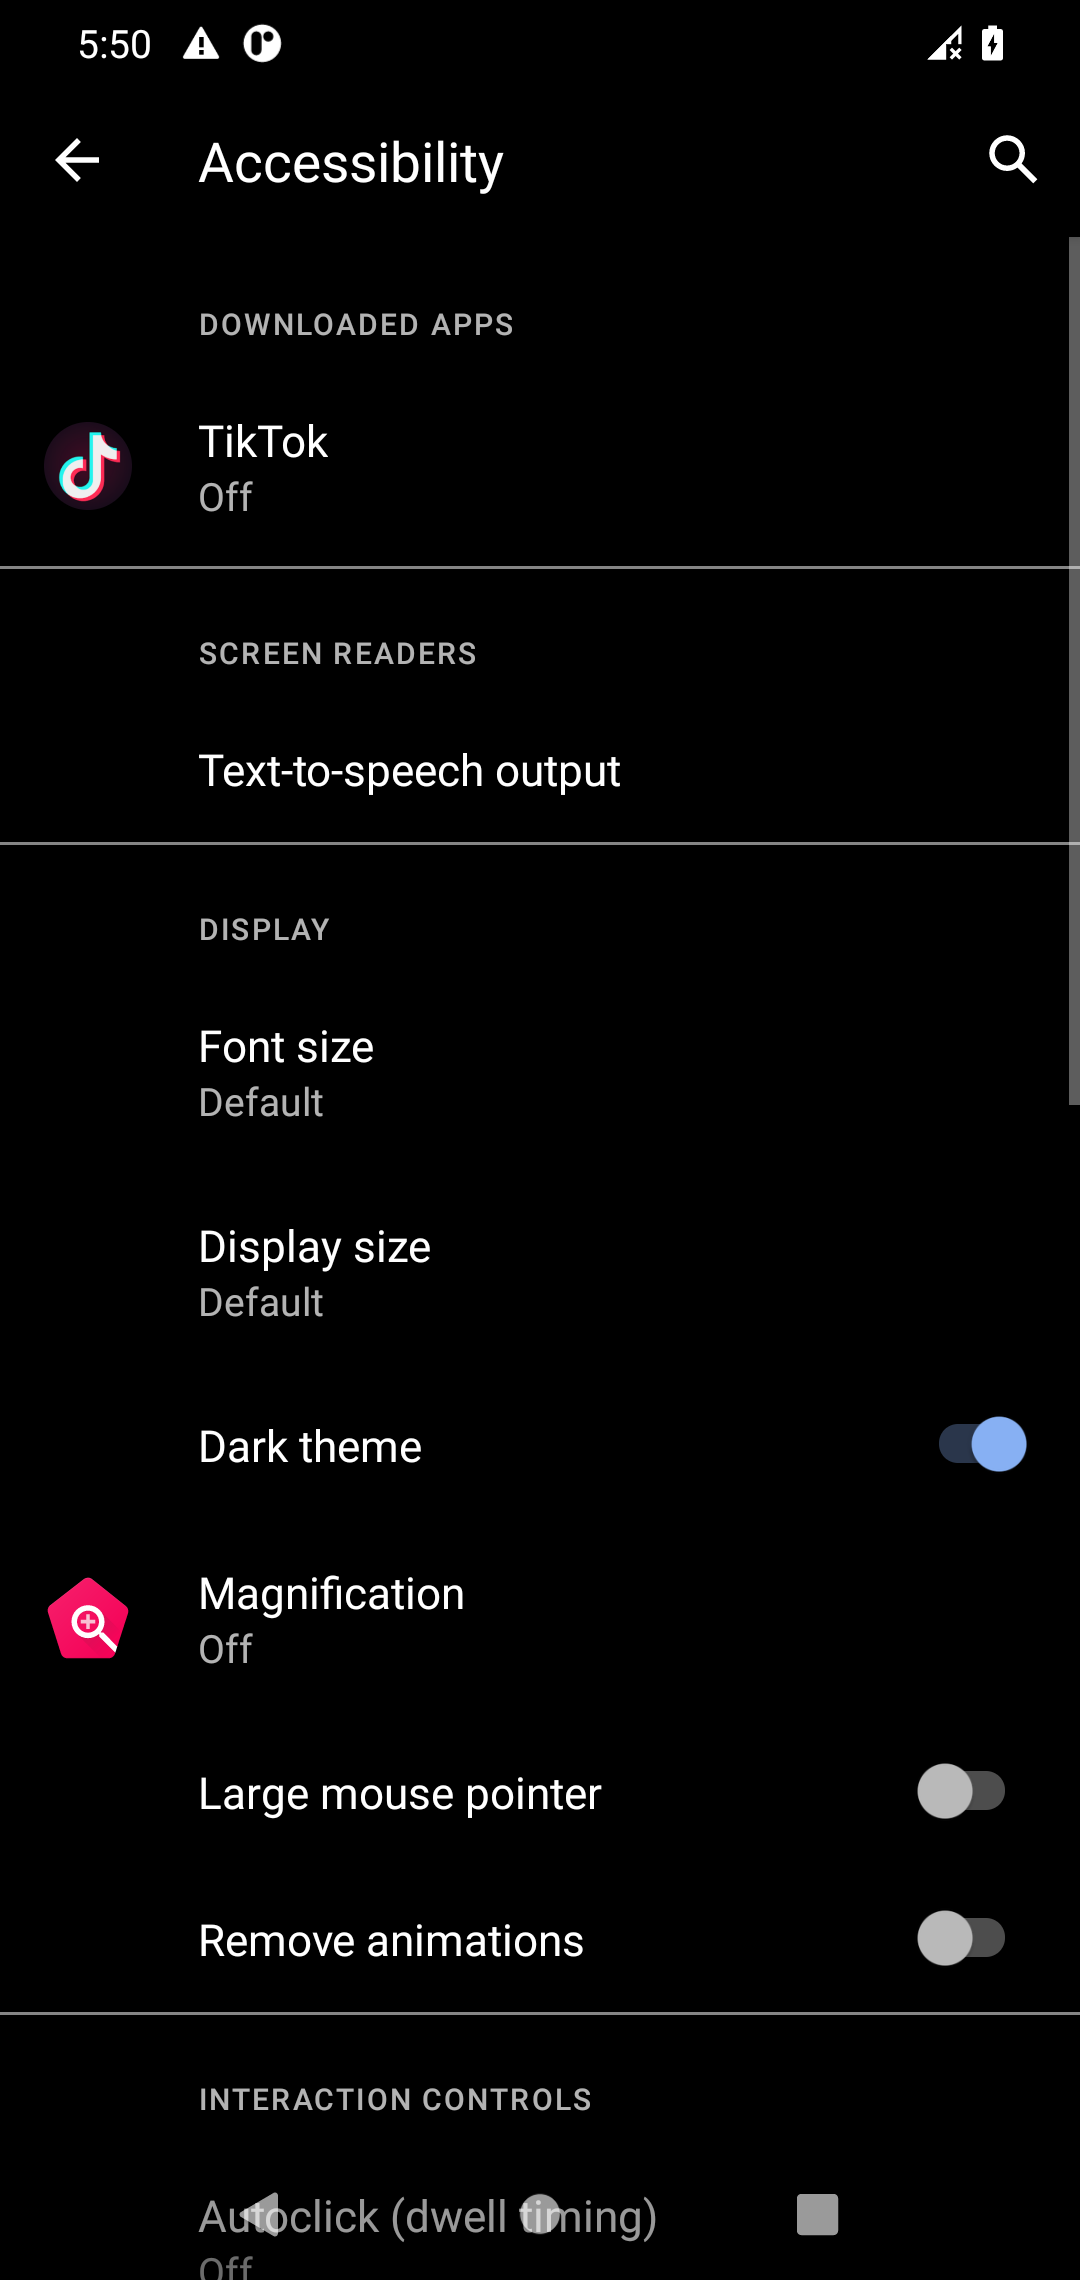 5:50
Accessibility
DOWNLOADED APPS
TikTok
Off
SCREEN READERS
Text-to-speech output
DISPLAY
Font size
Default
Display size
Default
Dark theme
Magnification
Off
Large mouse pointer
Remove animations
INTERACTION CONTROLS
Autoclick (dwell timing)
Off